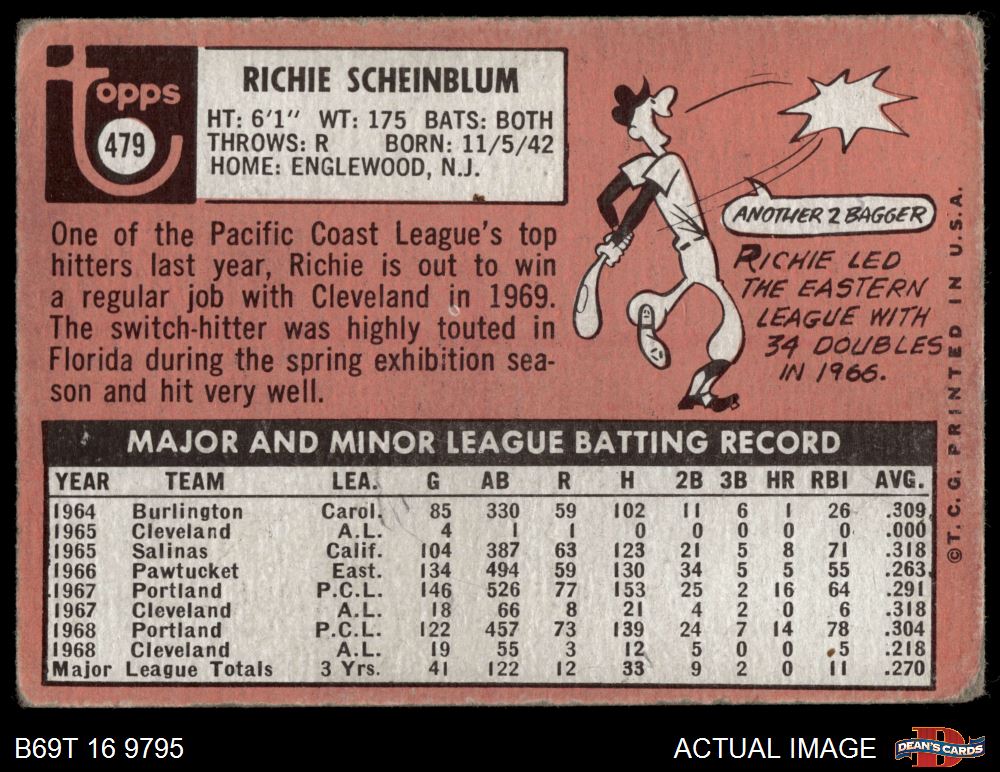 topps
479
RICHIE SCHEINBLUM
HT: 6'1" WT: 175 BATS: BOTH
THROWS: R BORN: 11/5/42
HOME: ENGLEWOOD, N.J.
One of the Pacific Coast League's top
hitters last year, Richie is out to win
a regular job with Cleveland in 1969.
The switch-hitter was highly touted in
Florida during the spring exhibition sea-
son and hit very well.
ANOTHER 2 BAGGER
RICHIE LED
THE EASTERN
LEAGUE WITH
34 DOUBLES
IN 1966.
MAJOR AND MINOR LEAGUE BATTING RECORD
YEAR TEAM LEA. G AB R H 2B 3B HR RBI AVG.
1964 Burlington Carol. 85 330 59 102 11 6 1 26 .309
1965 Cleveland A.L. 4 1 1 0 0 0 0 0 .000
1965 Salinas Calif. 104 387 63 123 21 5 8 71 .318
1966 Pawtucket East. 134 494 59 130 34 5 5 55 .263
1967 Portland P.C.L. 146 526 77 153 25 2 16 64 .291
1967 Cleveland A.L. 18 66 8 21 4 2 0 6 .318
1968 Portland P.C.L. 122 457 73 139 24 7 14 78 .304
1968 Cleveland A.L. 19 55 3 12 5 0 0 5 .218
Major League Totals 3 Yrs. 41 122 12 33 9 2 0 11 .270
©T.C.G. PRINTED IN U.S.A.
B69T 16 9795
ACTUAL IMAGE
D
DEAN'S CARDS